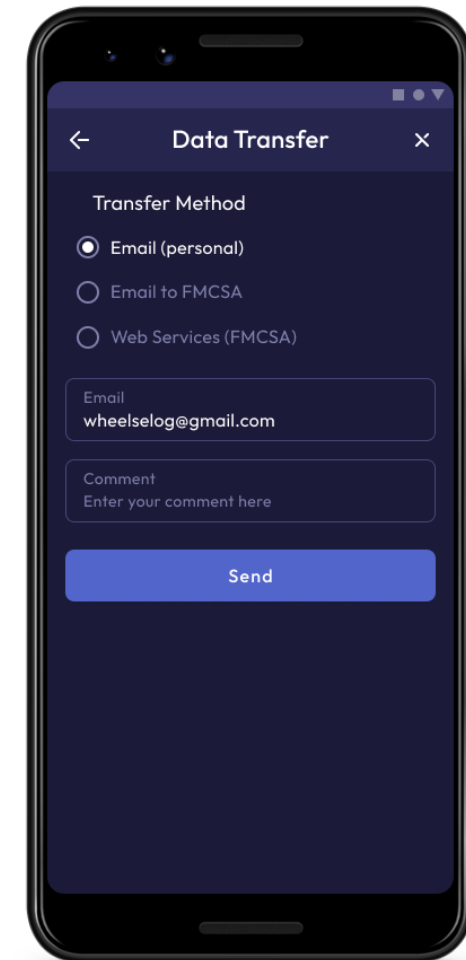 Data Transfer
Transfer Method
Email (personal)
Email to FMCSA
Web Services (FMCSA)
Email
wheelselog@gmail.com
Comment
Enter your comment here
Send